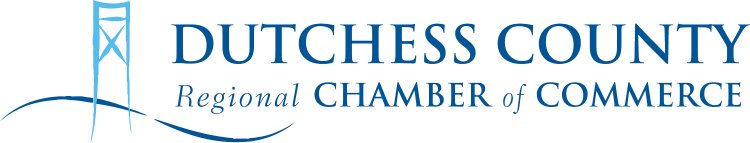 DUTCHESS COUNTY
Regional CHAMBER of COMMERCE